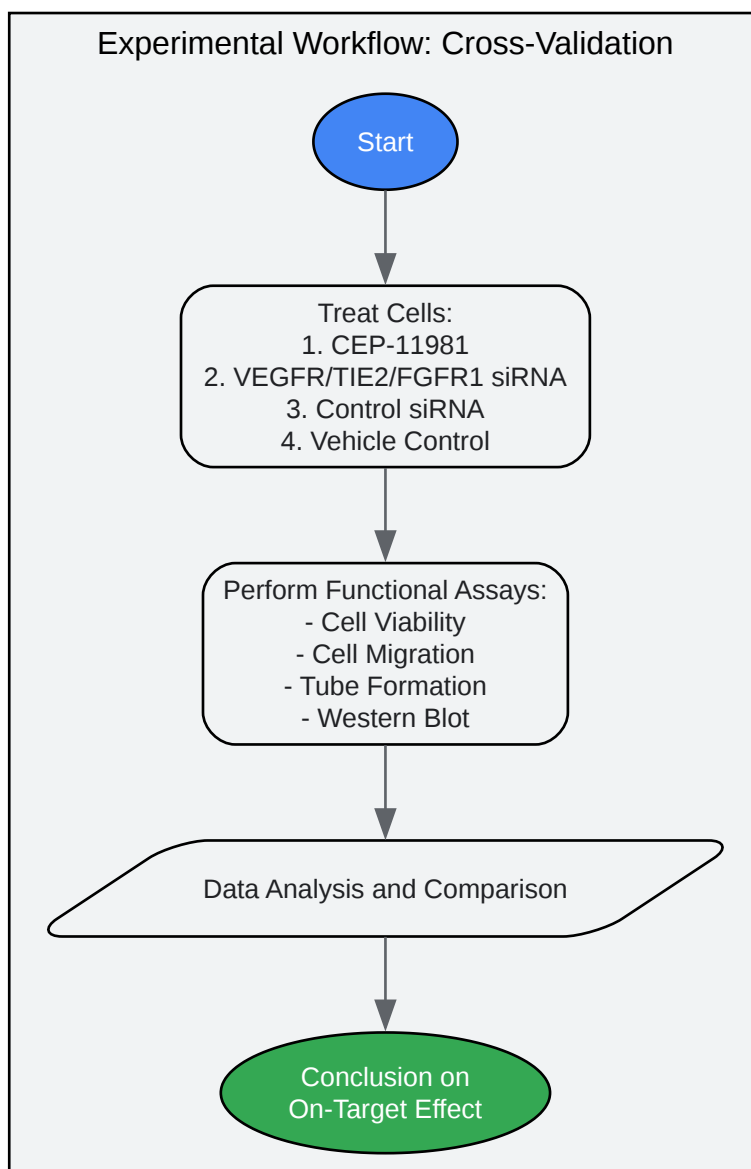 Experimental Workflow: Cross-Validation
Start
Treat Cells:
1. CEP-11981
2. VEGFR/TIE2/FGFR1 siRNA
3. Control siRNA
4. Vehicle Control
Perform Functional Assays:
- Cell Viability
- Cell Migration
- Tube Formation
- Western Blot
Data Analysis and Comparison
Conclusion on
On-Target Effect